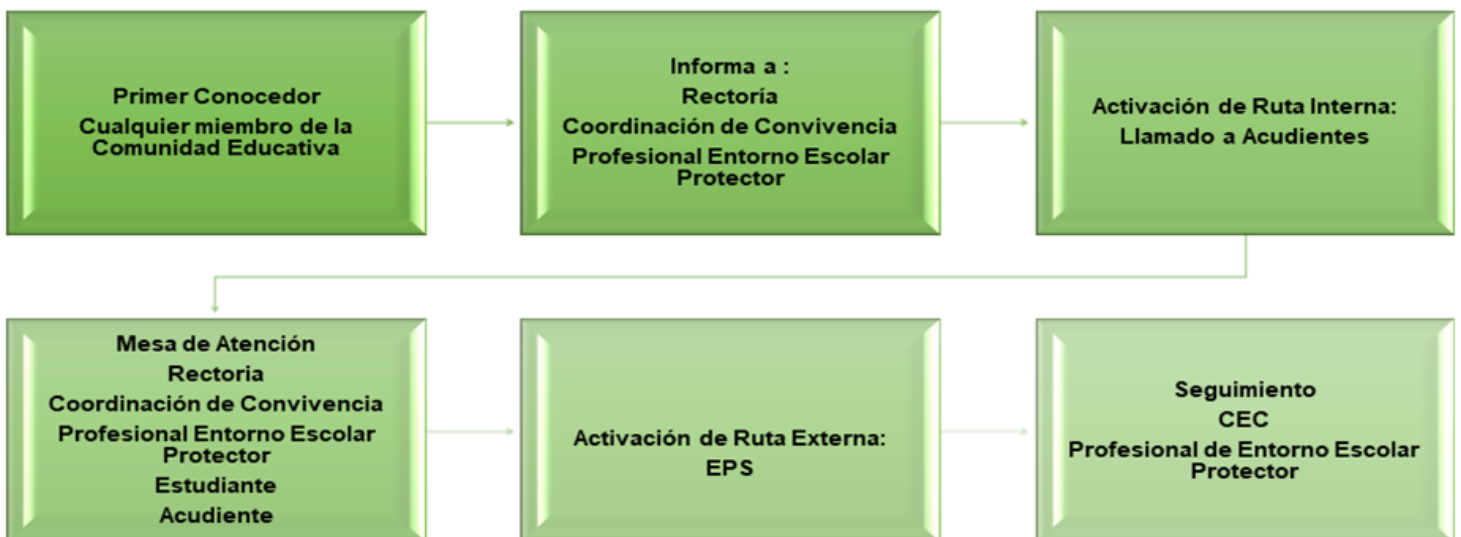 Primer Conocedor
Cualquier miembro de la
Comunidad Educativa
Informa a :
Rectoría
Coordinación de Convivencia
Profesional Entorno Escolar
Protector
Activación de Ruta Interna:
Llamado a Acudientes
Mesa de Atención
Rectoria
Coordinación de Convivencia
Profesional Entorno Escolar
Protector
Estudiante
Acudiente
Activación de Ruta Externa:
EPS
Seguimiento
CEC
Profesional de Entorno Escolar
Protector